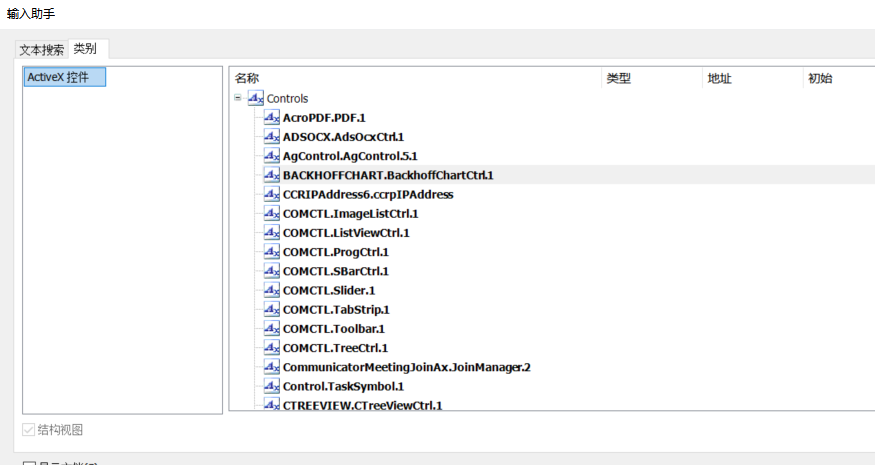 输入助手
文本搜索 类别
ActiveX 控件
名称 类型 地址 初始
Controls
AcroPDF.PDF.1
ADSOCX.AdsOcxCtrl.1
AgControl.AgControl.5.1
BACKHOFFCHART.BackhoffChartCtrl.1
CCRIPAddress6.ccrpIPAddress
COMCTL.ImageListCtrl.1
COMCTL.ListViewCtrl.1
COMCTL.ProgCtrl.1
COMCTL.SBarCtrl.1
COMCTL.Slider.1
COMCTL.TabStrip.1
COMCTL.Toolbar.1
COMCTL.TreeCtrl.1
CommunicatorMeetingJoinAx.JoinManager.2
Control.TaskSymbol.1
CTREEVIEW.CTreeViewCtrl.1
结构视图